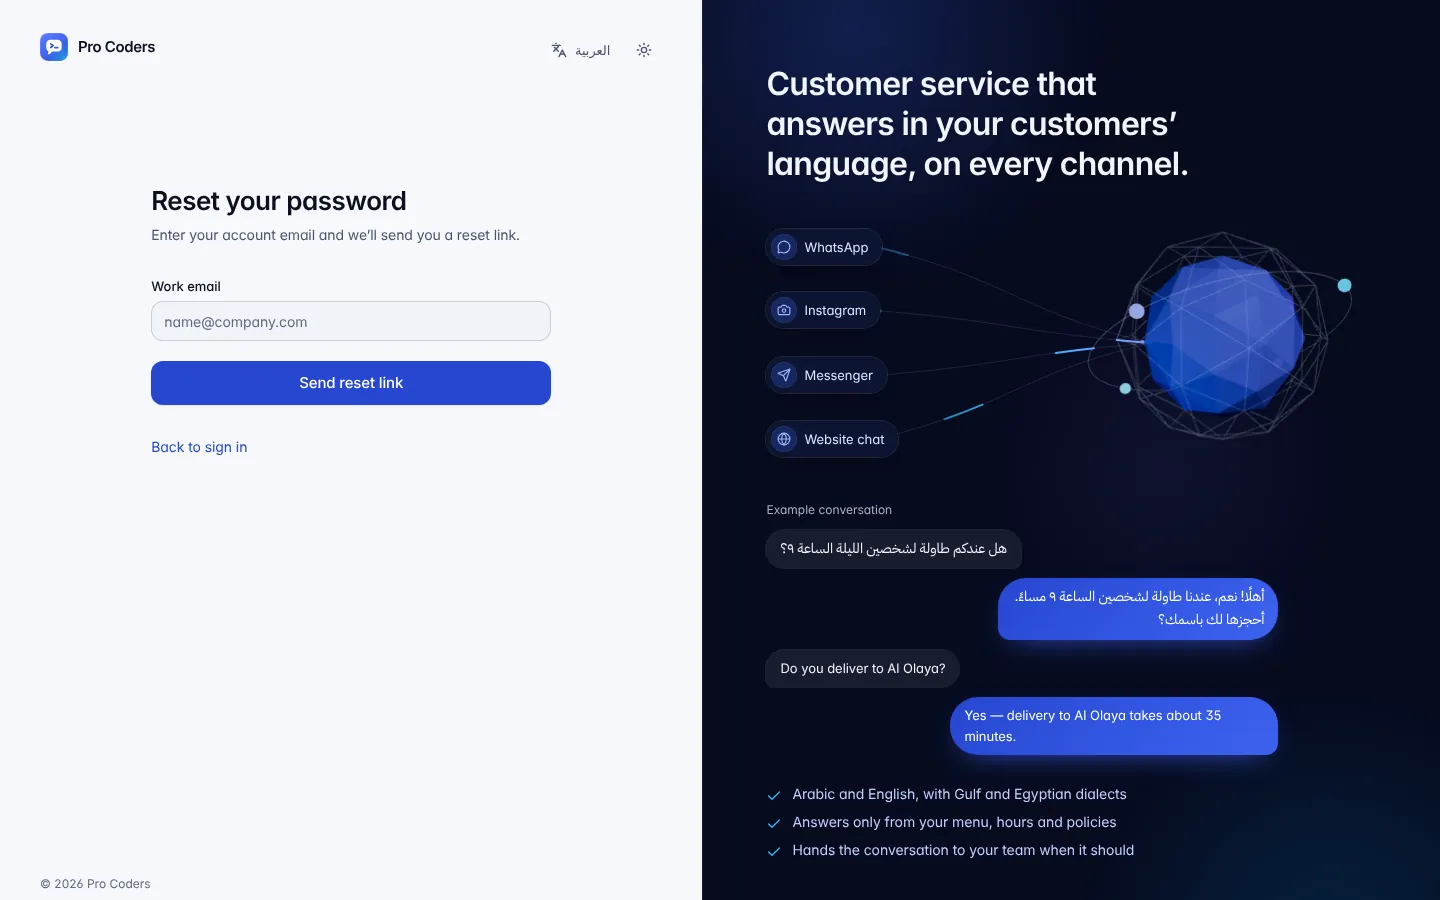 Pro Coders
العربية
Reset your password
Enter your account email and we’ll send you a reset link.
Work email
name@company.com
Send reset link
Back to sign in
© 2026 Pro Coders
Customer service that
answers in your customers’
language, on every channel.
WhatsApp
Instagram
Messenger
Website chat
Example conversation
هل عندكم طاولة لشخصين الليلة الساعة ٩؟
أهلًا! نعم، عندنا طاولة لشخصين الساعة ٩ مساءً.
أحجزها لك باسمك؟
Do you deliver to Al Olaya?
Yes — delivery to Al Olaya takes about 35
minutes.
Arabic and English, with Gulf and Egyptian dialects
Answers only from your menu, hours and policies
Hands the conversation to your team when it should